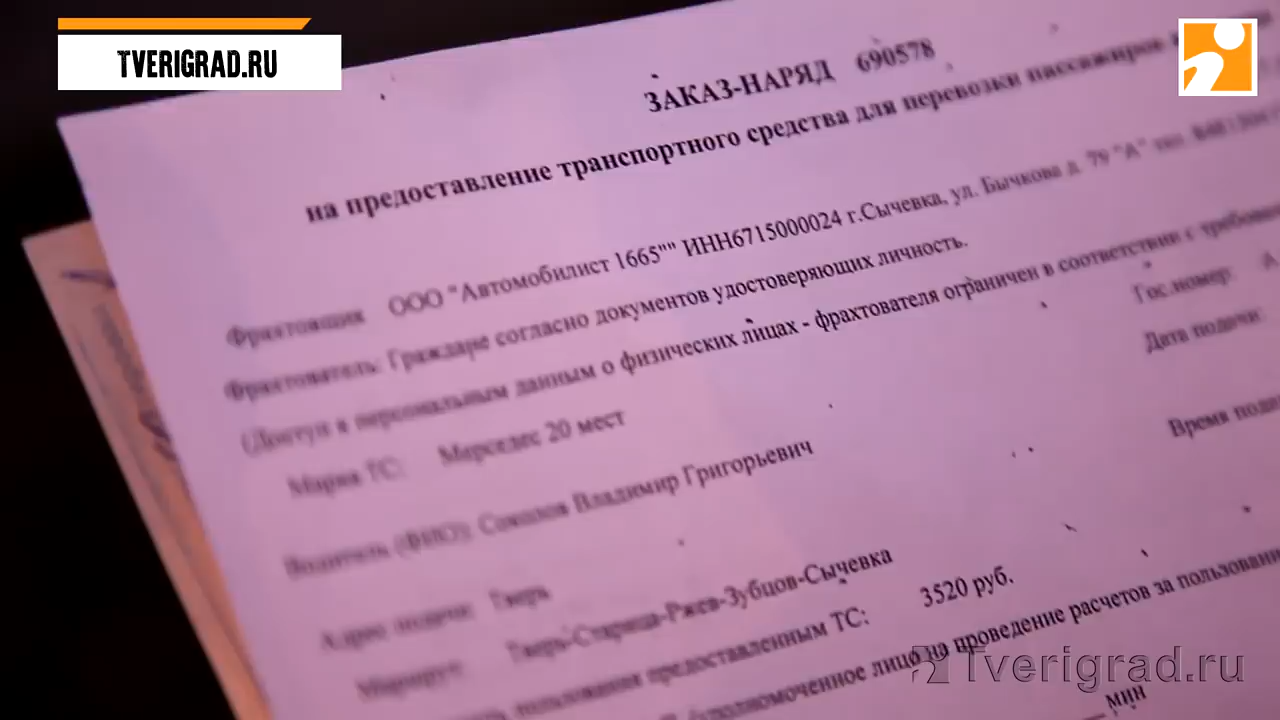 TVERIGRAD.RU
ЗАКАЗ-НАРЯД 690578
на предоставление транспортного средства для перевозки пассажиров
Фрахтовщик ООО "Автомобилист 1665"" ИНН6715000024 г.Сычевка, ул. Бычкова д. 79 "А" тел.
Фрахтователь: Граждане согласно документов удостоверяющих личность.
(Доступ к персональным данным о физических лицах - фрахтователя ограничен в соответствии с
Марка ТС: Мерседес 20 мест Гос.номер: А
Дата подачи:
Водитель (ФИО): Соколов Владимир Григорьевич Время
Адрес подачи: Тверь
Маршрут: Тверь-Старица-Ржев-Зубцов-Сычевка
пользования предоставленным ТС: 3520 руб.
лицо на проведение расчетов за пользование
мин
Tverigrad.ru